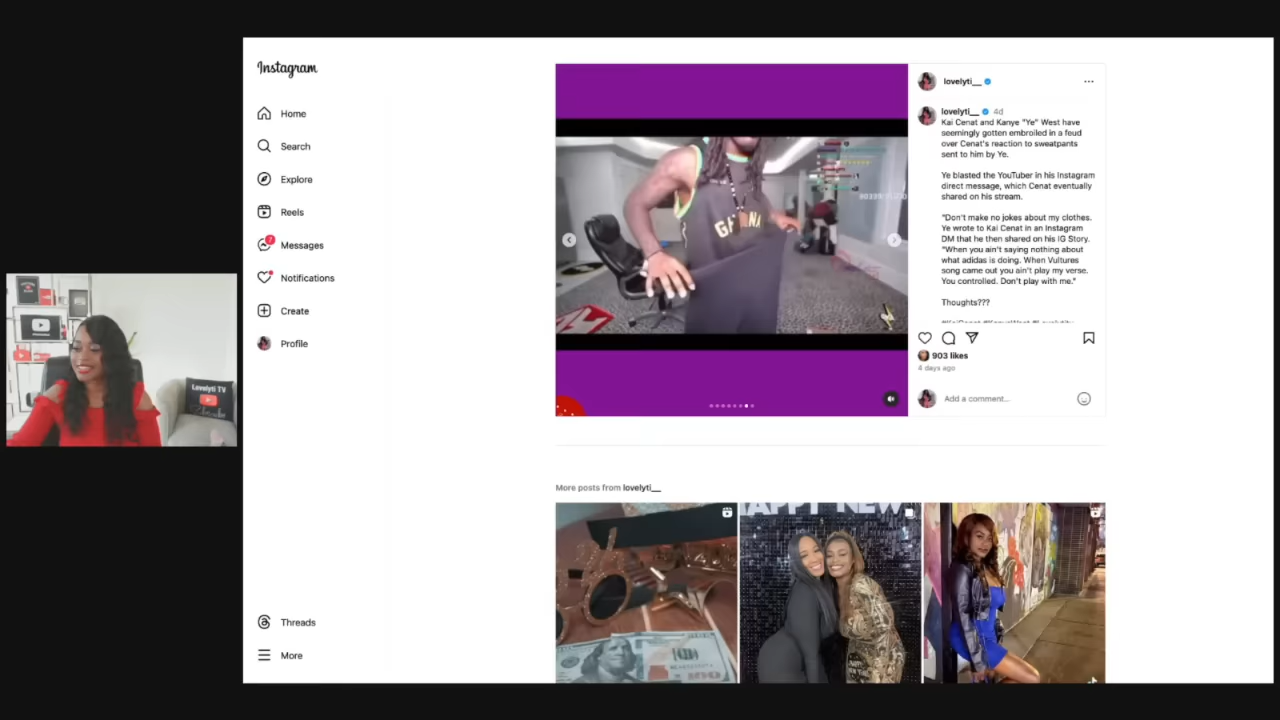 Instagram
Home
Search
Explore
Reels
7
Messages
Notifications
Create
Profile
Threads
More
lovelyti__
lovelyti__ 4d
Kai Cenat and Kanye "Ye" West have
seemingly gotten embroiled in a feud
over Cenat's reaction to sweatpants
sent to him by Ye.
Ye blasted the YouTuber in his Instagram
direct message, which Cenat eventually
shared on his stream.
"Don't make no jokes about my clothes.
Ye wrote to Kai Cenat in an Instagram
DM that he then shared on his IG Story.
"When you ain't saying nothing about
what adidas is doing. When Vultures
song came out you ain't play my verse.
You controlled. Don't play with me."
Thoughts???
903 likes
4 days ago
Add a comment...
More posts from lovelyti__
Lovelyti TV